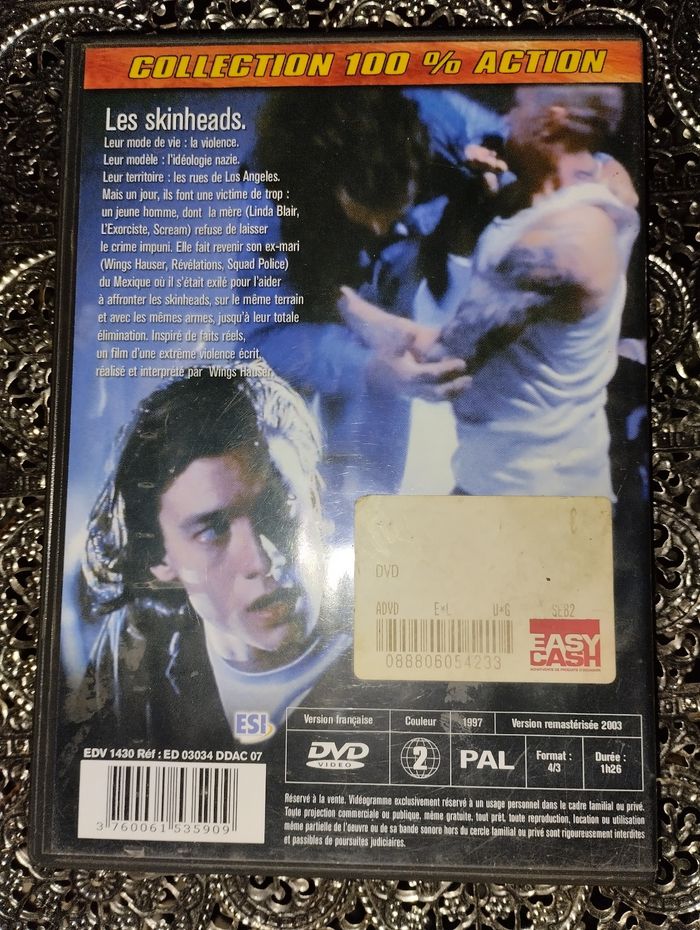 COLLECTION 100 % ACTION
Les skinheads.
Leur mode de vie : la violence.
Leur modèle : l'idéologie nazie.
Leur territoire : les rues de Los Angeles.
Mais un jour, ils font une victime de trop :
un jeune homme, dont la mère (Linda Blair,
L'Exorciste, Scream) refuse de laisser
le crime impuni. Elle fait revenir son ex-mari
(Wings Hauser, Révélations, Squad Police)
du Mexique où il s'était exilé pour l'aider
à affronter les skinheads, sur le même terrain
et avec les mêmes armes, jusqu'à leur totale
élimination. Inspiré de faits réels,
un film d'une extrême violence écrit,
réalisé et interprété par Wings Hauser.
DVD
ADVD E*L U*G SE82
088806054233
EASY
CASH
ESI
EDV 1430 Réf : ED 03034 DDAC 07
3 760061 535909
Version française Couleur 1997 Version remastérisée 2003
DVD VIDEO 2 PAL Format : 4/3 Durée : 1h26
Réservé à la vente. Vidéogramme exclusivement réservé à un usage personnel dans le cadre familial ou privé.
Toute projection commerciale ou publique, même gratuite, tout prêt, toute reproduction, location ou utilisation
même partielle de l'œuvre ou de sa bande sonore hors du cercle familial ou privé sont rigoureusement interdites
et passibles de poursuites judiciaires.